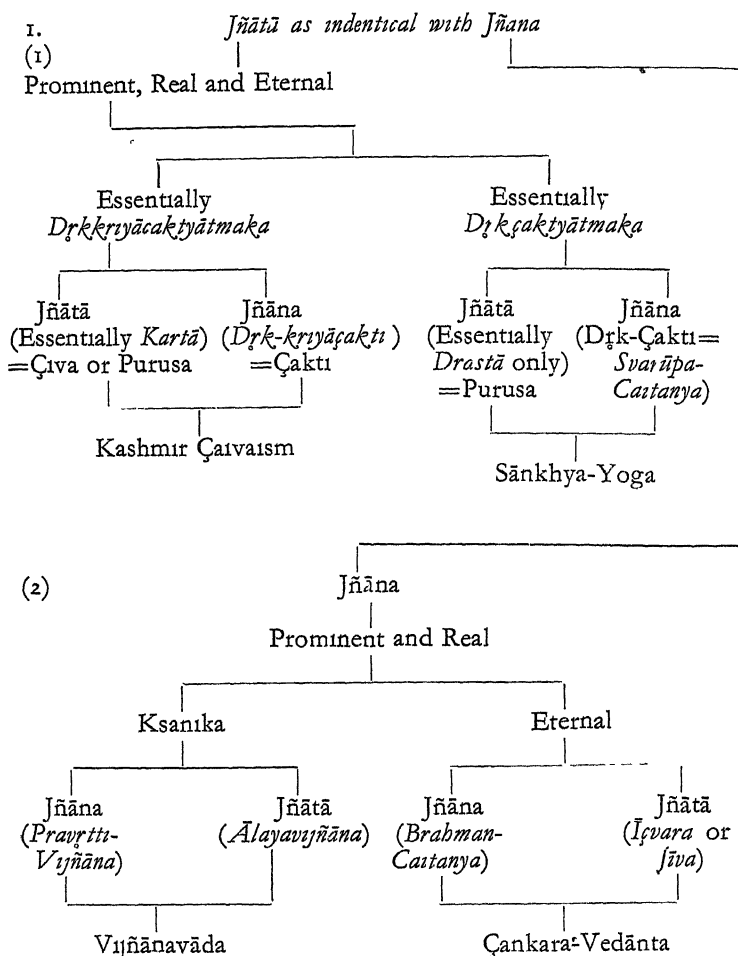 1.
Jñātā as indentical with Jñana
(1)
Prominent, Real and Eternal
Essentially Essentially
Dṛkkriyācaktyātmaka Dṛkçaktyātmaka
Jñātā Jñāna Jñātā Jñāna
(Essentially Kartā) (Dṛk-kriyāçakti) (Essentially (Dṛk-Çakti=
=Çiva or Purusa =Çakti Drastā only) Svarūpa-
=Purusa Caitanya)
Kashmir Çaivaism
Sānkhya-Yoga
(2) Jñāna
Prominent and Real
Ksanika Eternal
Jñāna Jñātā Jñāna Jñātā
(Pravṛtti- (Ālayavijñāna) (Brahman- (Īçvara or
Vijñāna) Caitanya) Jīva)
Vijñānavāda Çankara-Vedānta